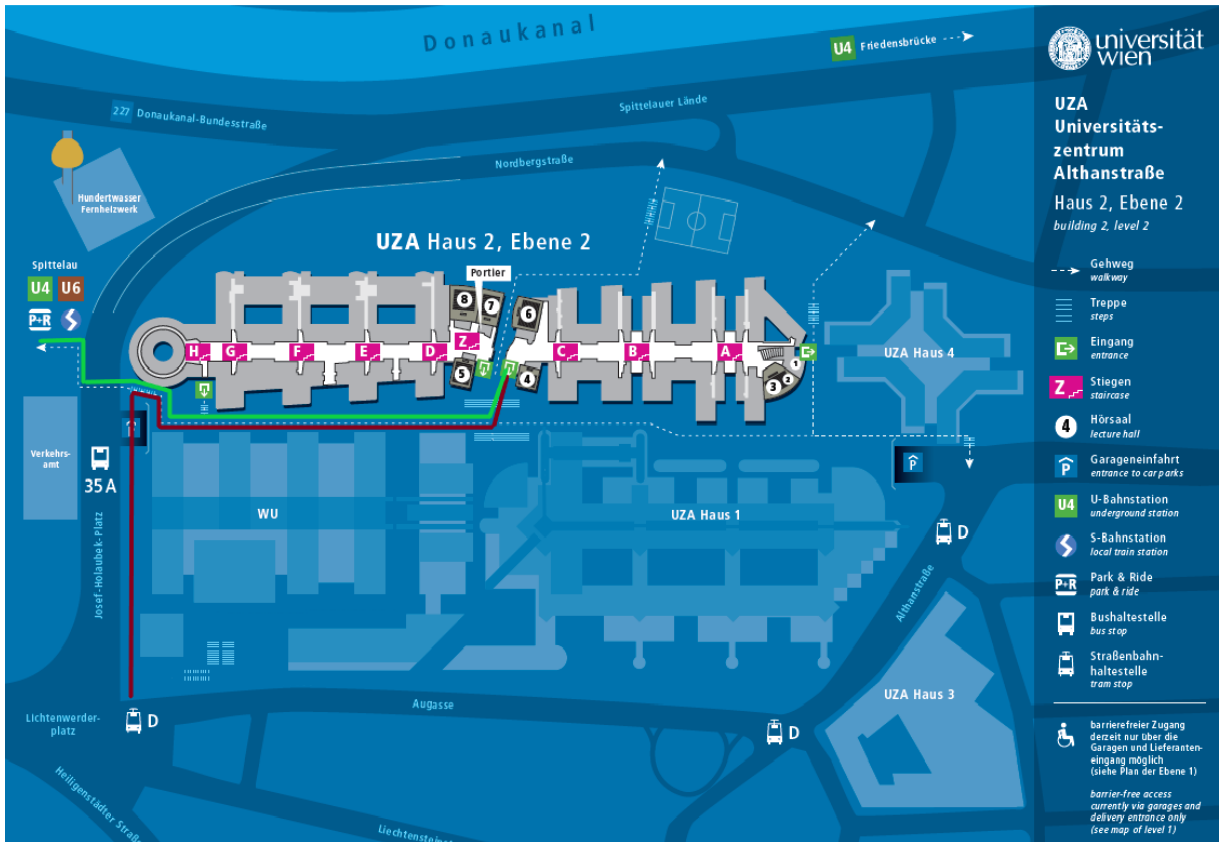 Donaukanal
U4 Friedensbrücke
227 Donaukanal-Bundesstraße
Spittelauer Lände
Nordbergstraße
Hundertwasser
Fernheizwerk
UZA Haus 2, Ebene 2
Portier
Spittelau
U4 U6
P+R
8 7 6
Z
H G F E D C B A
5 4 3 2 1
UZA Haus 4
Verkehrs-
amt
35A
P
P
WU
UZA Haus 1
D
Josef-Holaubek-Platz
Althanstraße
UZA Haus 3
Augasse
Lichtenwerder-
platz
D
D
Heiligenstädter Straße
universität
wien
UZA
Universitäts-
zentrum
Althanstraße
Haus 2, Ebene 2
building 2, level 2
Gehweg
walkway
Treppe
steps
Eingang
entrance
Z Stiegen
staircase
4 Hörsaal
lecture hall
P Garageneinfahrt
entrance to car parks
U4 U-Bahnstation
underground station
S-Bahnstation
local train station
P+R Park & Ride
park & ride
Bushaltestelle
bus stop
Straßenbahn-
haltestelle
tram stop
barrierefreier Zugang
derzeit nur über die
Garagen und Lieferanten-
eingang möglich
(siehe Plan der Ebene 1)
barrier-free access
currently via garages and
delivery entrance only
(see map of level 1)